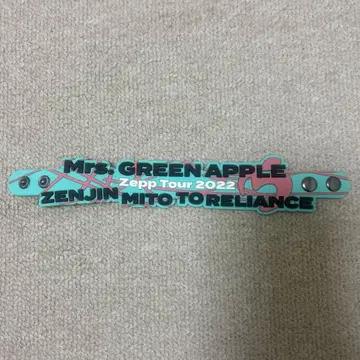 Mrs. GREEN APPLE
Zepp Tour 2022
ZENJIN MITO TO RELIANCE